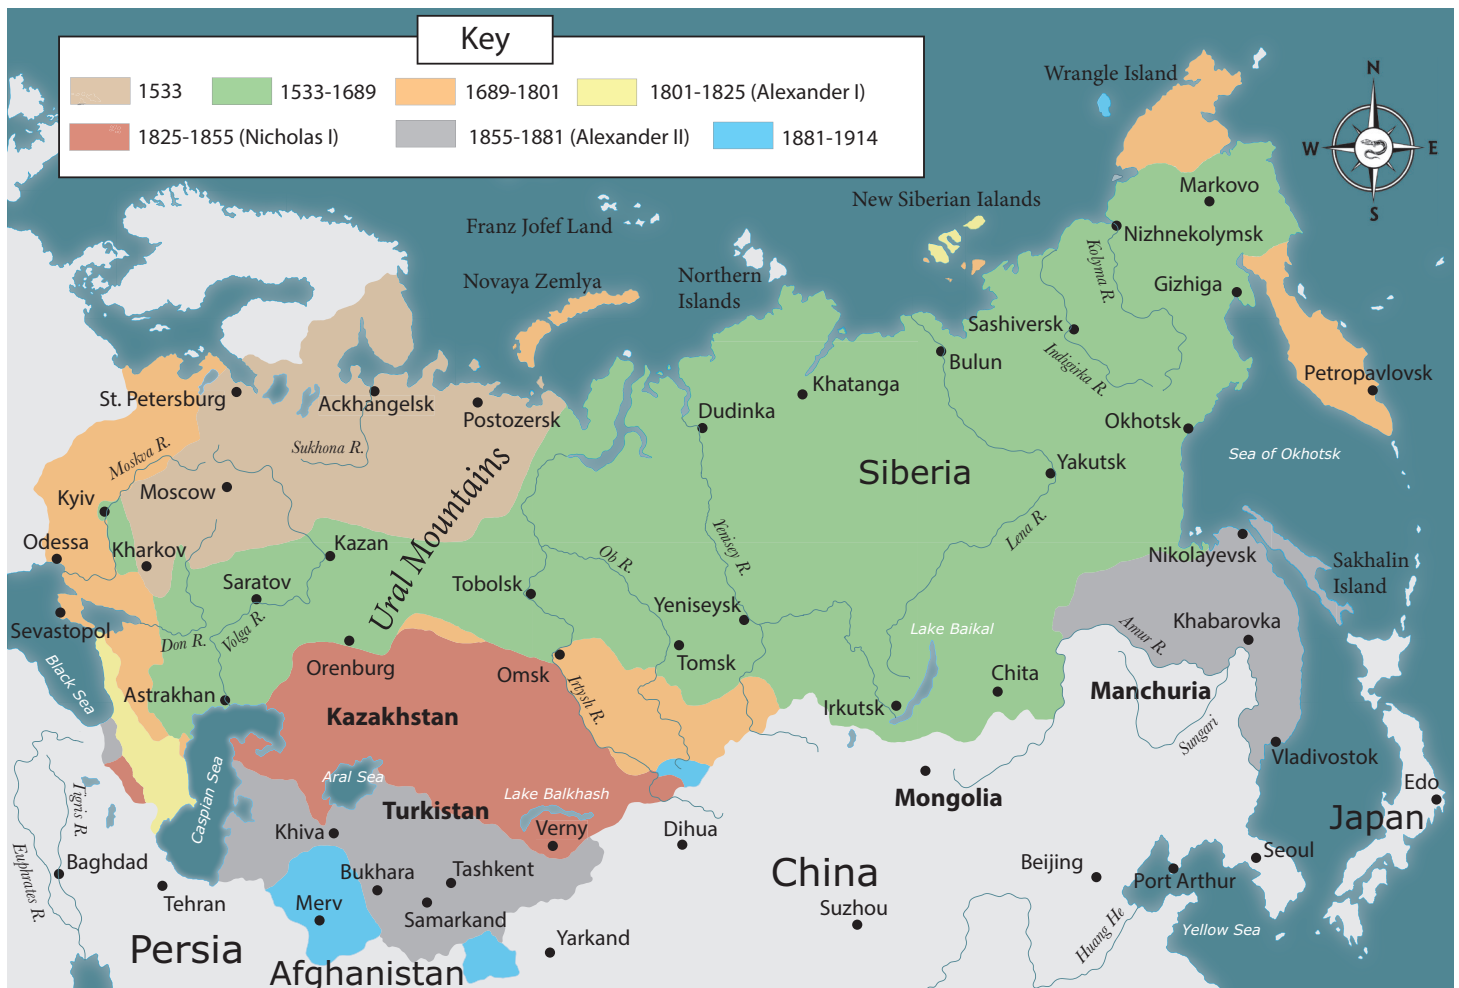 Key
1533
1533-1689
1689-1801
1801-1825 (Alexander I)
1825-1855 (Nicholas I)
1855-1881 (Alexander II)
1881-1914
N
W
E
S
Wrangle Island
Markovo
New Siberian Ialands
Nizhnekolymsk
Franz Jofef Land
Kolyma R.
Novaya Zemlya
Northern
Islands
Gizhiga
Sashiversk
Indigirka R.
Bulun
Petropavlovsk
Khatanga
St. Petersburg
Ackhangelsk
Postozersk
Dudinka
Okhotsk
Moskva R.
Sukhona R.
Siberia
Yakutsk
Sea of Okhotsk
Kyiv
Moscow
Ural Mountains
Yenisey R.
Lena R.
Odessa
Kharkov
Kazan
Ob R.
Nikolayevsk
Sakhalin
Island
Saratov
Tobolsk
Yeniseysk
Sevastopol
Don R.
Volga R.
Lake Baikal
Amur R.
Khabarovka
Orenburg
Omsk
Tomsk
Black Sea
Astrakhan
Irtysh R.
Irkutsk
Chita
Manchuria
Kazakhstan
Sungari
Vladivostok
Caspian Sea
Aral Sea
Lake Balkhash
Mongolia
Edo
Japan
Tigris R.
Turkistan
Khiva
Verny
Dihua
Euphrates R.
Baghdad
Bukhara
Tashkent
China
Beijing
Port Arthur
Seoul
Tehran
Merv
Samarkand
Suzhou
Huang He
Yellow Sea
Persia
Yarkand
Afghanistan